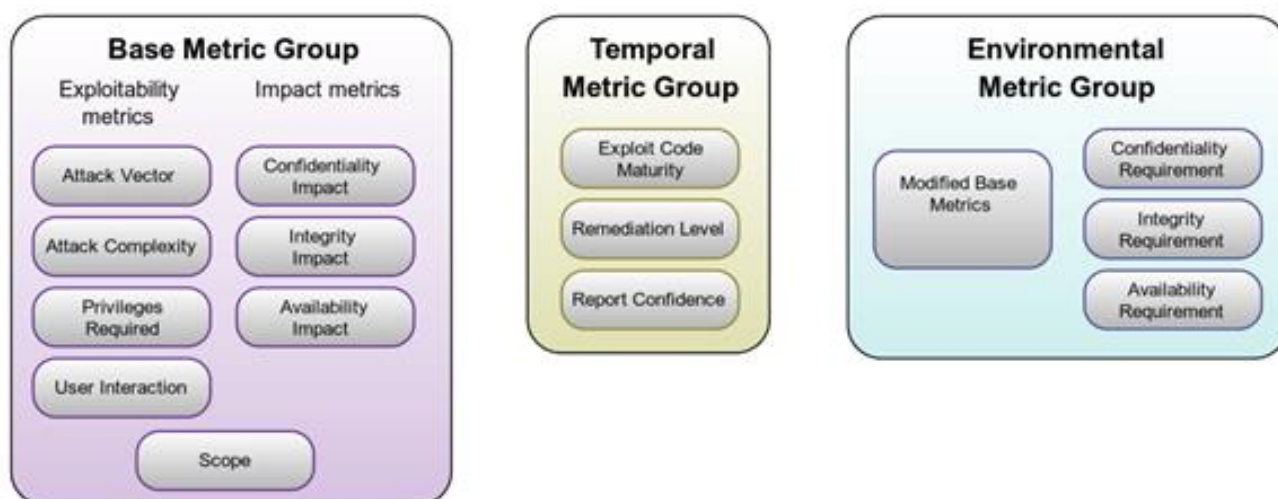 Base Metric Group
Exploitability
metrics
Impact metrics
Attack Vector
Attack Complexity
Privileges
Required
User Interaction
Confidentiality
Impact
Integrity
Impact
Availability
Impact
Scope
Temporal
Metric Group
Exploit Code
Maturity
Remediation Level
Report Confidence
Environmental
Metric Group
Modified Base
Metrics
Confidentiality
Requirement
Integrity
Requirement
Availability
Requirement